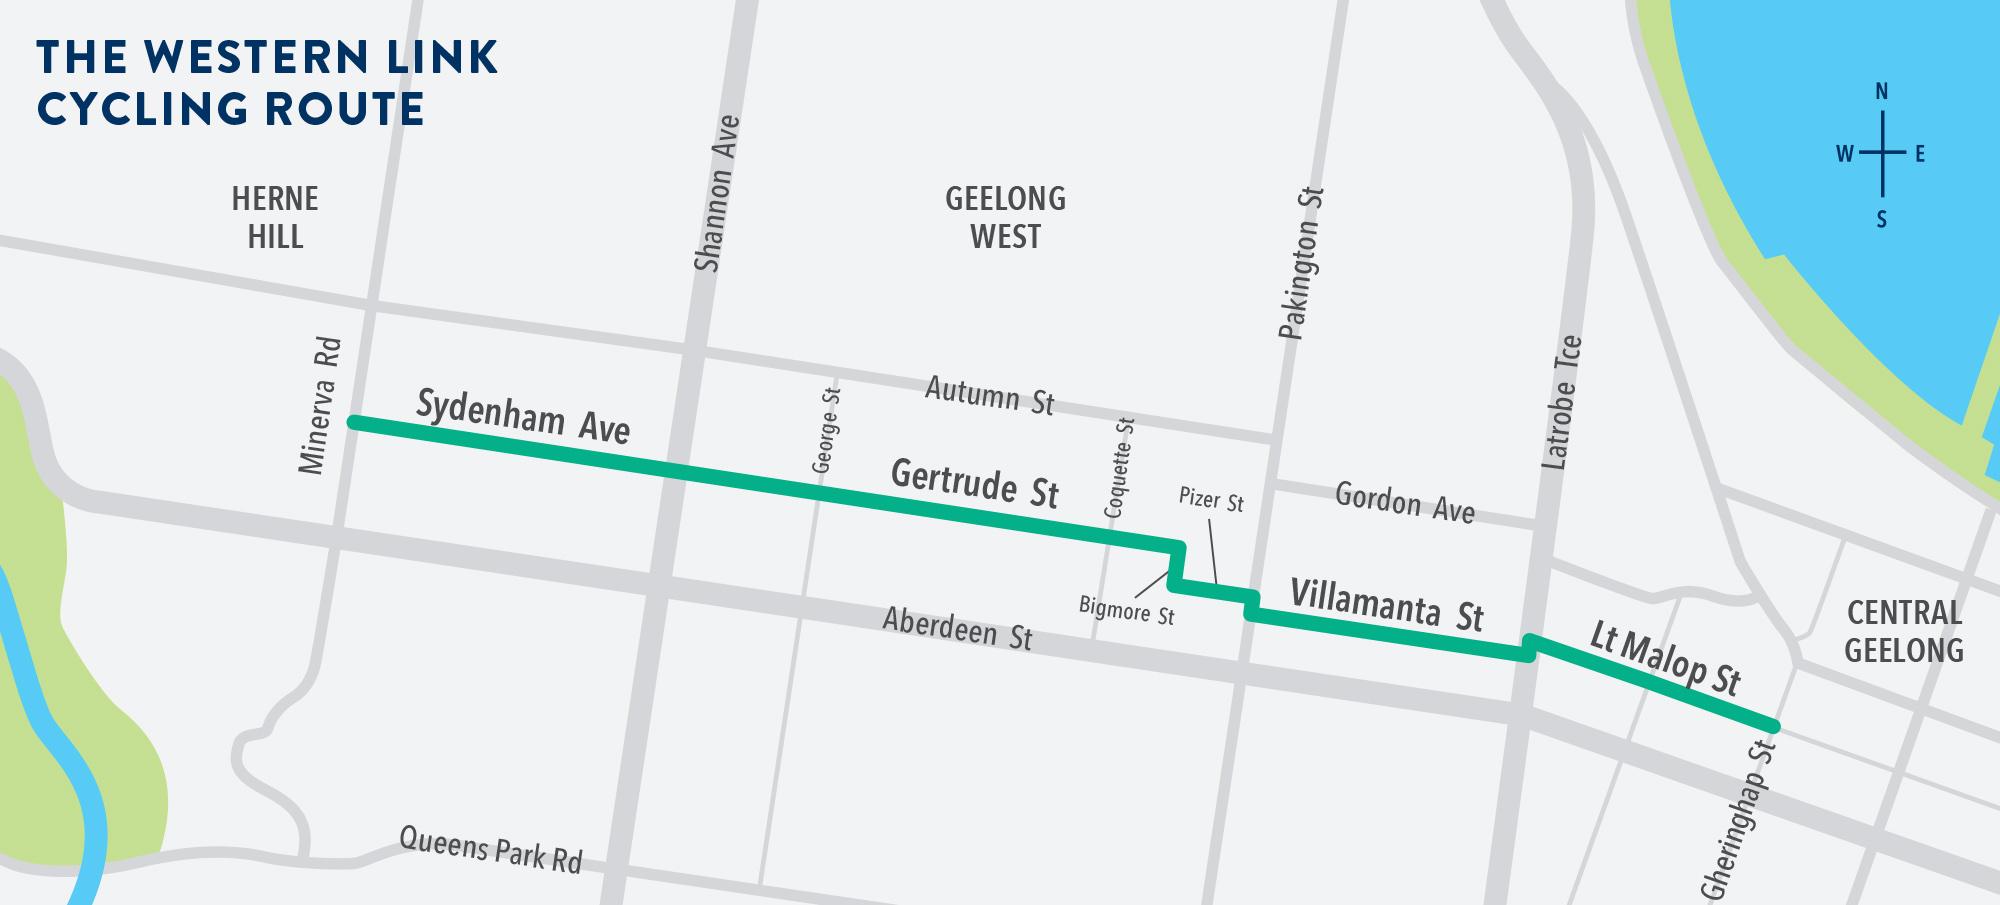 THE WESTERN LINK
CYCLING ROUTE
N
W
E
S
HERNE
HILL
GEELONG
WEST
Shannon Ave
Pakington St
Minerva Rd
Latrobe Tce
Sydenham Ave
George St
Autumn St
Coquette St
Gertrude St
Pizer St
Gordon Ave
Bigmore St
Villamanta St
Aberdeen St
Lt Malop St
CENTRAL
GEELONG
Gheringhap St
Queens Park Rd